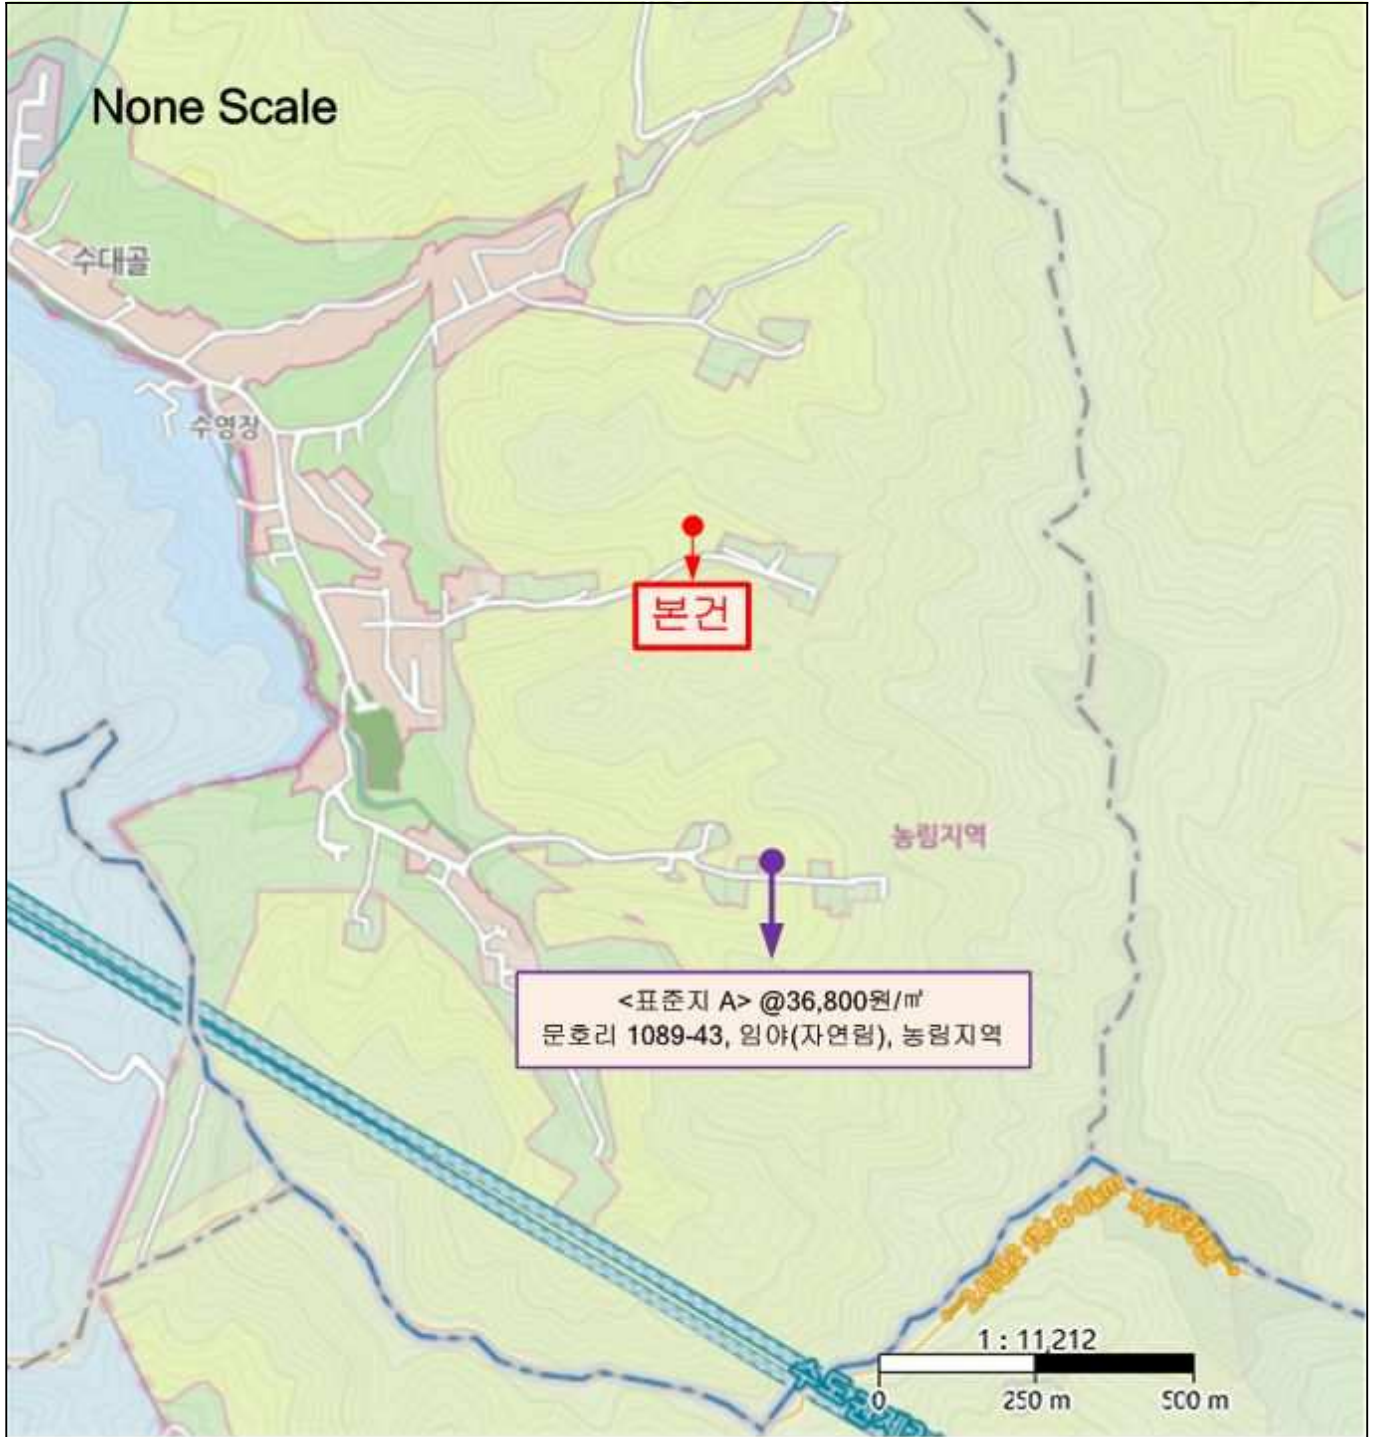 None Scale
수대골
수영장
본건
농림지역
<표준지 A> @36,800원/㎡
문호리 1089-43, 임야(자연림), 농림지역
1 : 11,212
0 250 m 500 m